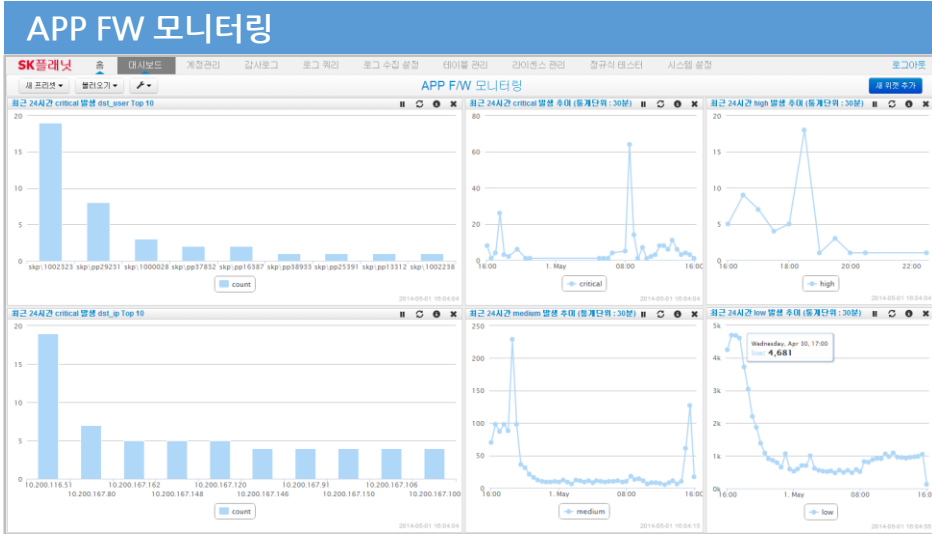 APP FW 모니터링
SK플래닛 홈 대시보드 계정관리 감사로그 로그 쿼리 로그 수집 설정 테이블 관리 라이센스 관리 정규식 테스터 시스템 설정 로그아웃
새 프리셋 불러오기 APP F/W 모니터링 새 위젯 추가
최근 24시간 critical 발생 dst_user Top 10
20
15
10
5
0
skp\1002323 skp\pp29231 skp\1000028 skp\pp37832 skp\pp16387 skp\pp38933 skp\pp25391 skp\pp13312 skp\1002238
count
2014-05-01 16:04:04
최근 24시간 critical 발생 추이 (통계단위 : 30분)
80
60
40
20
0
16:00 1. May 08:00 16:00
critical
2014-05-01 16:04:04
최근 24시간 high 발생 추이 (통계단위 : 30분)
20
15
10
5
0
16:00 18:00 20:00 22:00
high
2014-05-01 16:04:04
최근 24시간 critical 발생 dst_ip Top 10
20
15
10
5
0
10.200.116.51 10.200.167.162 10.200.167.120 10.200.167.91 10.200.167.106
10.200.167.80 10.200.167.148 10.200.167.146 10.200.167.150 10.200.167.100
count
2014-05-01 16:04:04
최근 24시간 medium 발생 추이 (통계단위 : 30분)
250
200
150
100
50
0
16:00 1. May 08:00 16:00
medium
2014-05-01 16:04:15
최근 24시간 low 발생 추이 (통계단위 : 30분)
5k
Wednesday, Apr 30, 17:00
low: 4,681
4k
3k
2k
1k
0k
16:00 1. May 08:00 16:0
low
2014-05-01 16:04:55